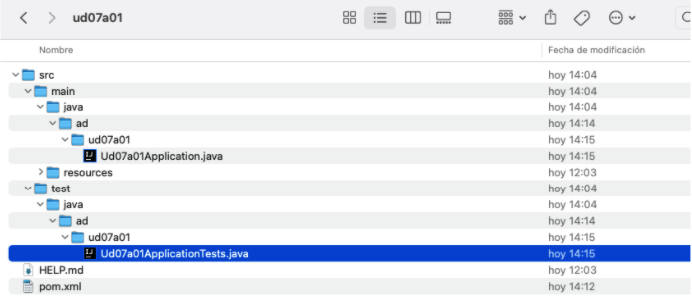 ud07a01
Nombre Fecha de modificación
src hoy 14:04
main hoy 14:04
java hoy 14:04
ad hoy 14:14
ud07a01 hoy 14:15
Ud07a01Application.java hoy 14:15
resources hoy 12:03
test hoy 14:04
java hoy 14:04
ad hoy 14:14
ud07a01 hoy 14:15
Ud07a01ApplicationTests.java hoy 14:15
HELP.md hoy 12:03
pom.xml hoy 14:12